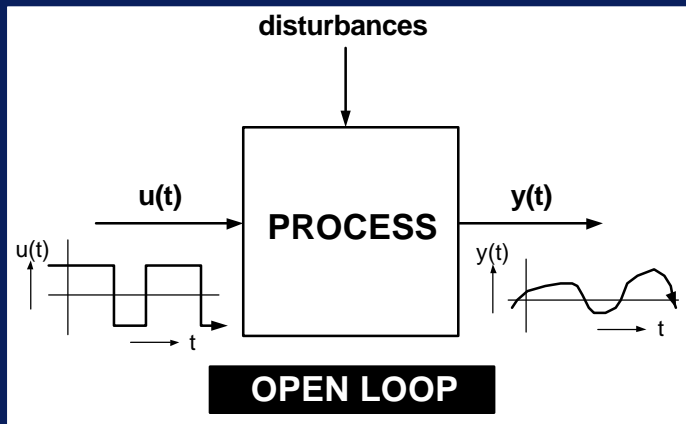 disturbances
u(t)
y(t)
PROCESS
u(t)
t
y(t)
t
OPEN LOOP